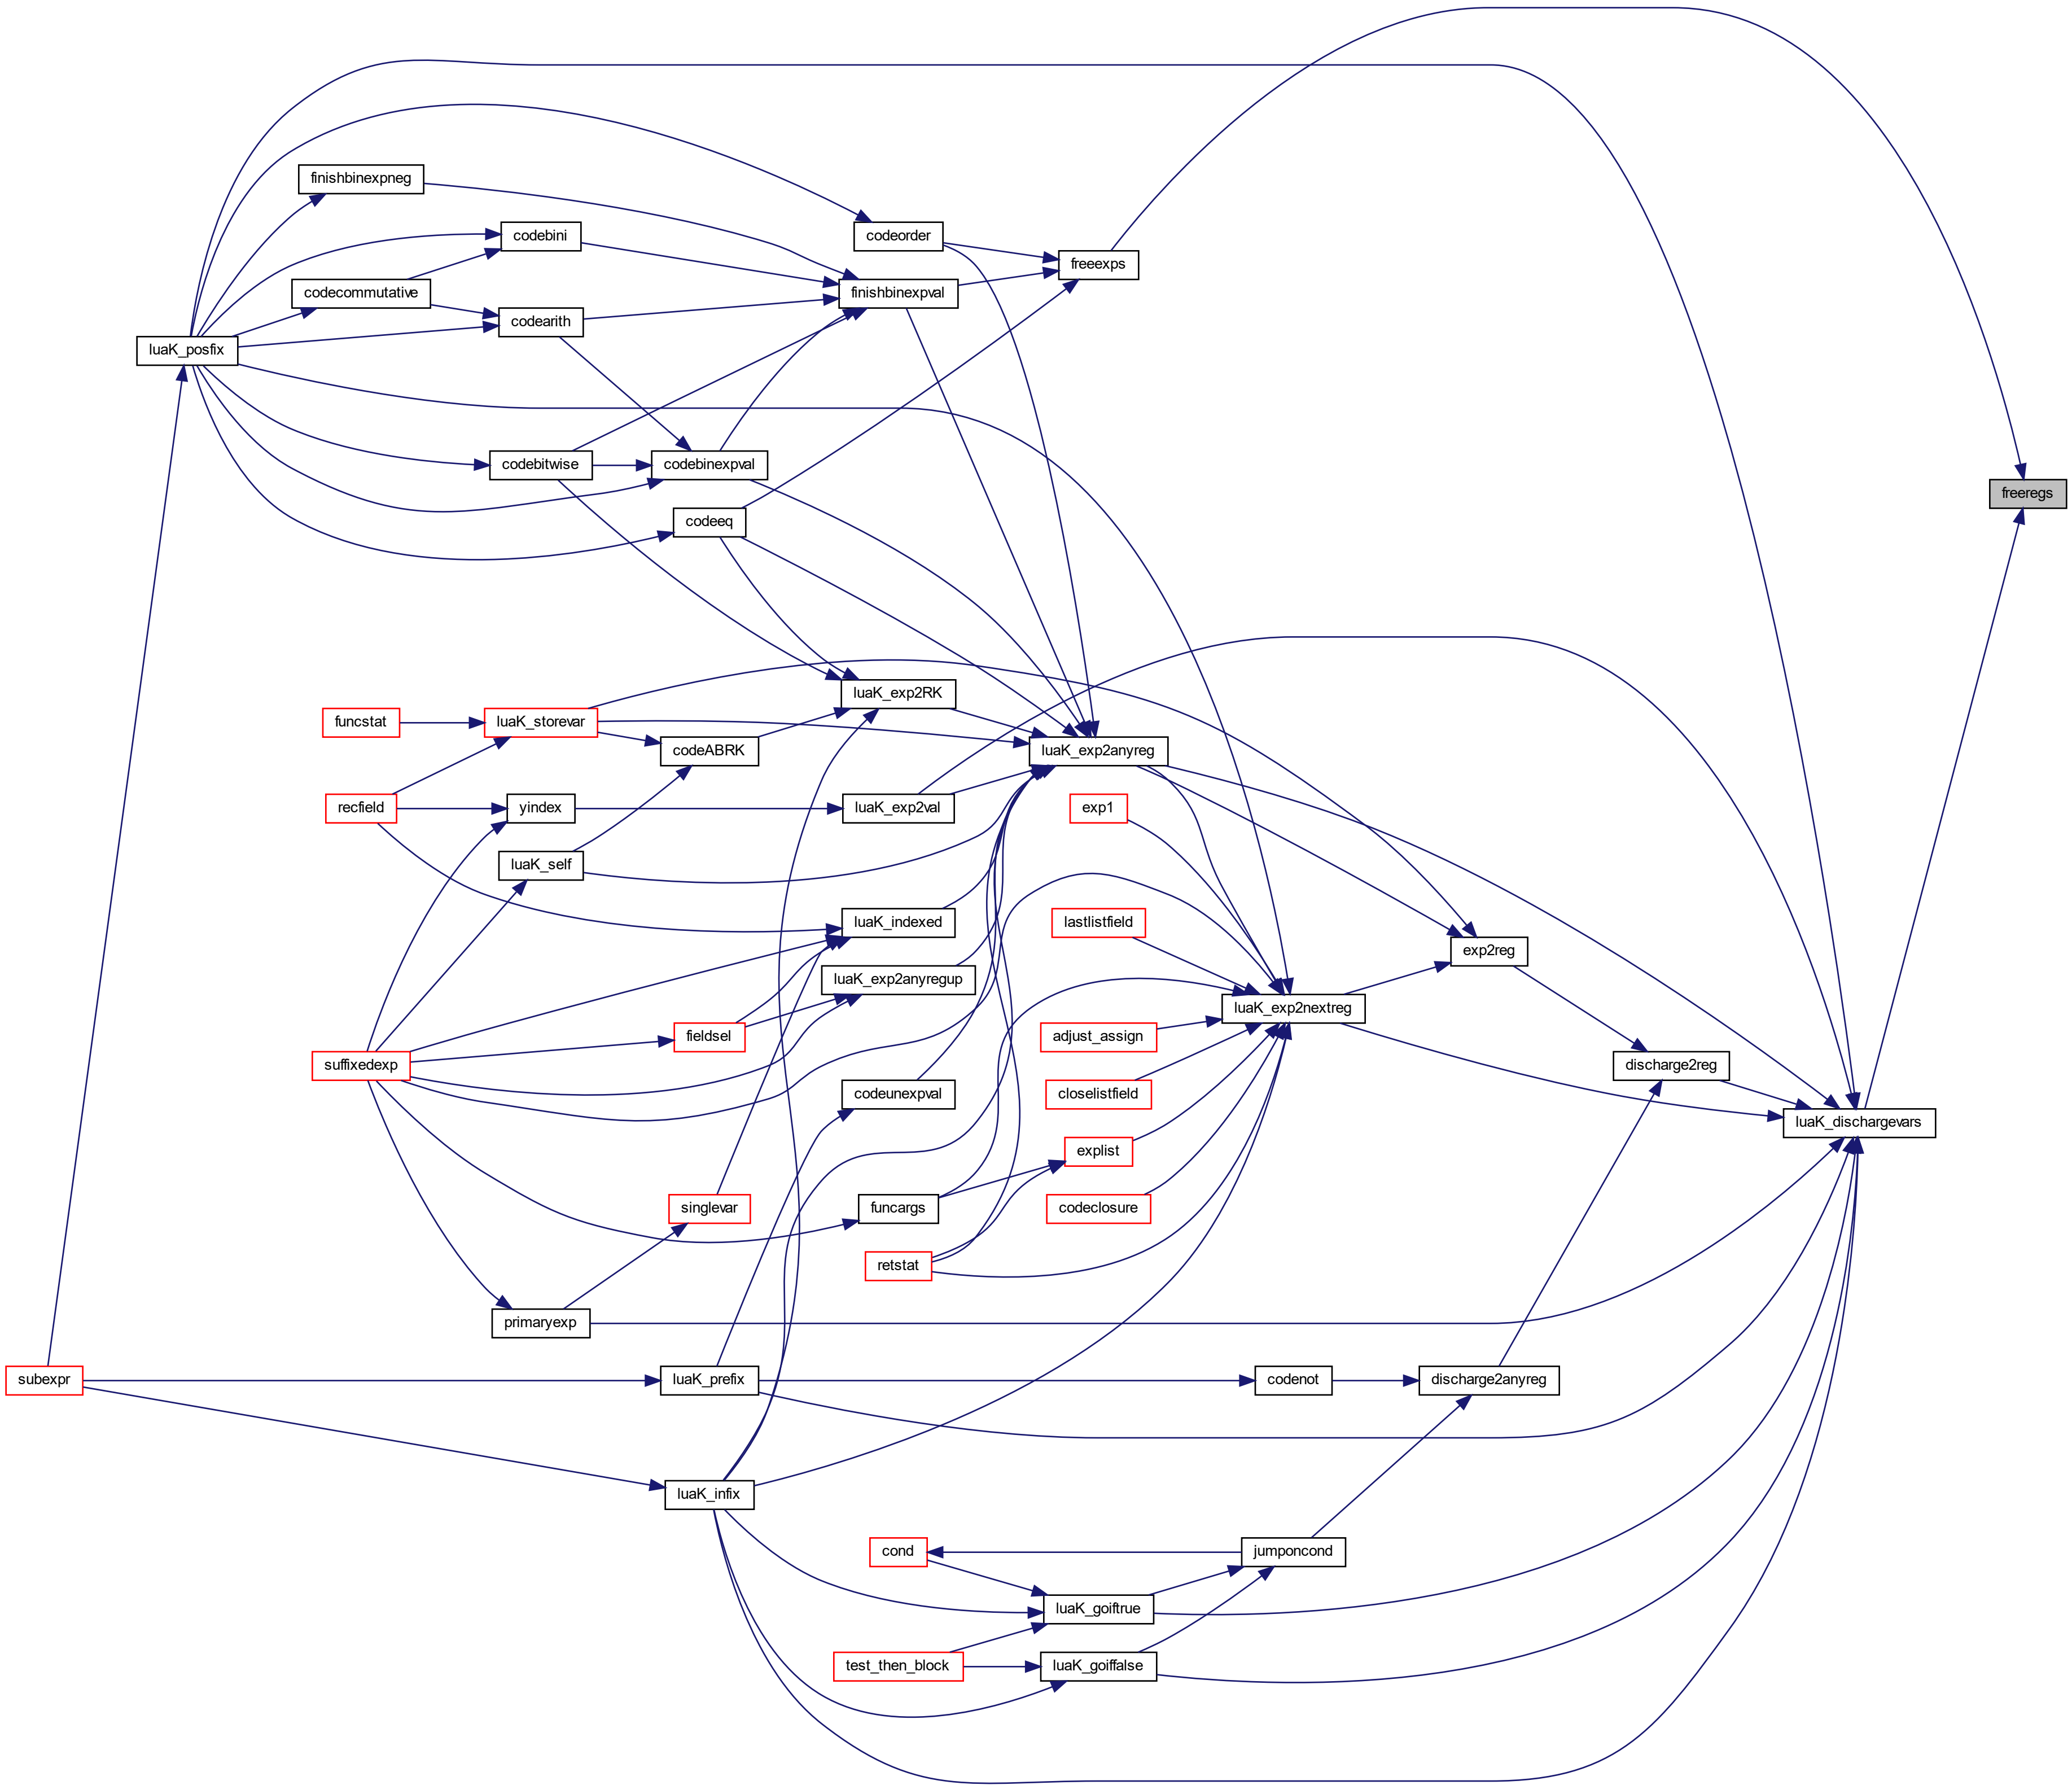 finishbinexpneg
codebini
codeorder
freeexps
codecommutative
finishbinexpval
codearith
luaK_posfix
codebitwise
codebinexpval
freeregs
codeeq
luaK_exp2RK
funcstat
luaK_storevar
codeABRK
luaK_exp2anyreg
recfield
yindex
luaK_exp2val
exp1
luaK_self
luaK_indexed
lastlistfield
exp2reg
luaK_exp2anyregup
luaK_exp2nextreg
fieldsel
adjust_assign
suffixedexp
discharge2reg
codeunexpval
closelistfield
luaK_dischargevars
explist
singlevar
funcargs
codeclosure
retstat
primaryexp
subexpr
luaK_prefix
codenot
discharge2anyreg
luaK_infix
cond
jumponcond
luaK_goiftrue
test_then_block
luaK_goiffalse